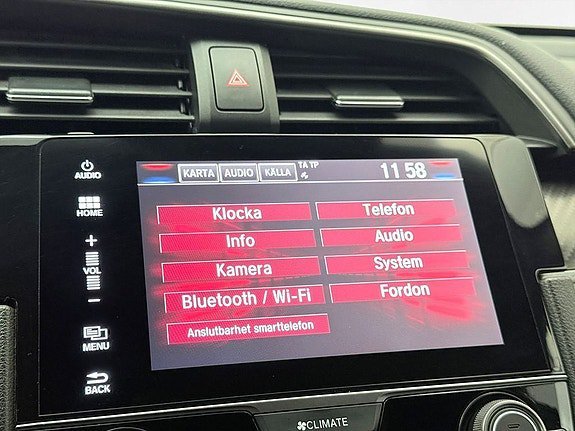 AUDIO
HOME
+
VOL
−
MENU
BACK
KARTA AUDIO KÄLLA TA TP 11 58
Klocka Telefon
Info Audio
Kamera System
Bluetooth / Wi-Fi Fordon
Anslutbarhet smarttelefon
CLIMATE